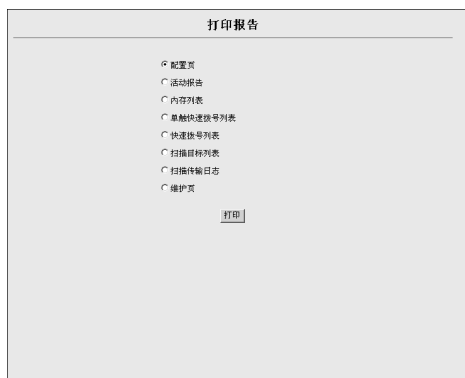 打印报告
配置页
活动报告
内存列表
单触快速拨号列表
快速拨号列表
扫描目标列表
扫描传输日志
维护页
打印